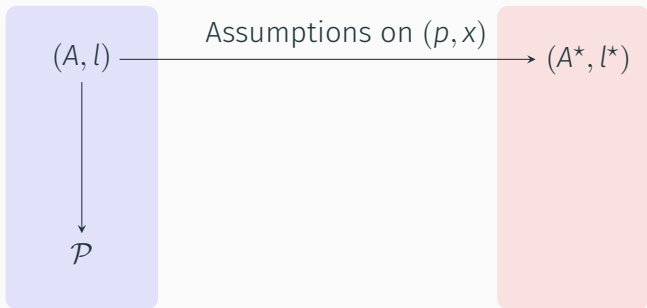 Assumptions on (p, x)
(A, l)
(A⋆, l⋆)
𝒫